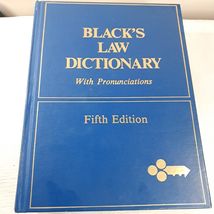 BLACK'S
LAW
DICTIONARY
With Pronunciations
Fifth Edition